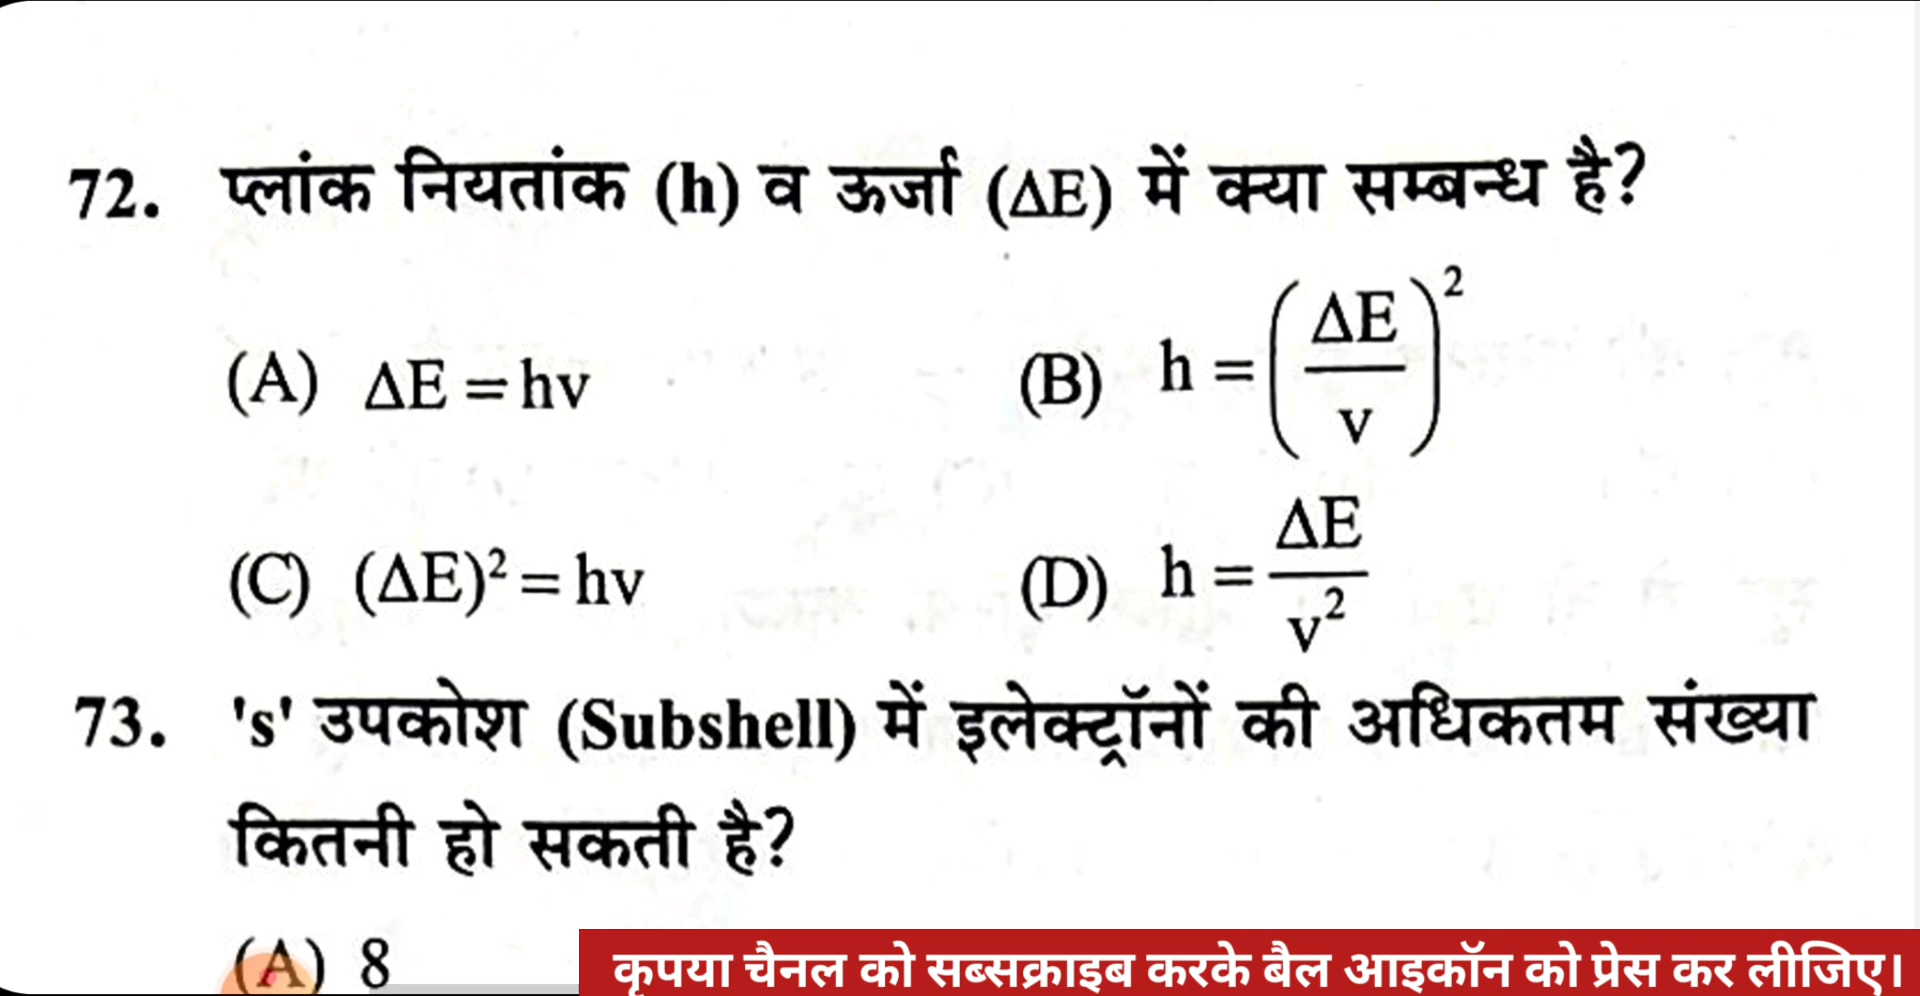 72. प्लांक नियतांक (h) व ऊर्जा (ΔE) में क्या सम्बन्ध है?
(A) ΔE = hv (B) h = (ΔE/v)²
(C) (ΔE)² = hv (D) h = ΔE/v²
73. 's' उपकोश (Subshell) में इलेक्ट्रॉनों की अधिकतम संख्या
कितनी हो सकती है?
(A) 8
कृपया चैनल को सब्सक्राइब करके बैल आइकॉन को प्रेस कर लीजिए।